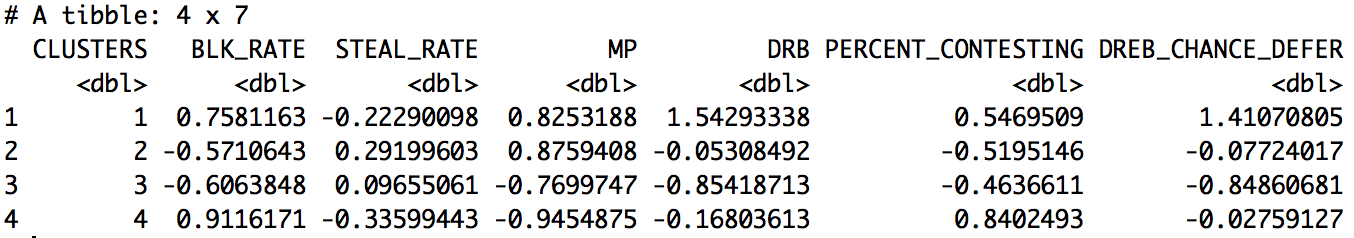 # A tibble: 4 x 7
CLUSTERS BLK_RATE STEAL_RATE MP DRB PERCENT_CONTESTING DREB_CHANCE_DEFER
<dbl> <dbl> <dbl> <dbl> <dbl> <dbl> <dbl>
1 1 0.7581163 -0.22290098 0.8253188 1.54293338 0.5469509 1.41070805
2 2 -0.5710643 0.29199603 0.8759408 -0.05308492 -0.5195146 -0.07724017
3 3 -0.6063848 0.09655061 -0.7699747 -0.85418713 -0.4636611 -0.84860681
4 4 0.9116171 -0.33599443 -0.9454875 -0.16803613 0.8402493 -0.02759127